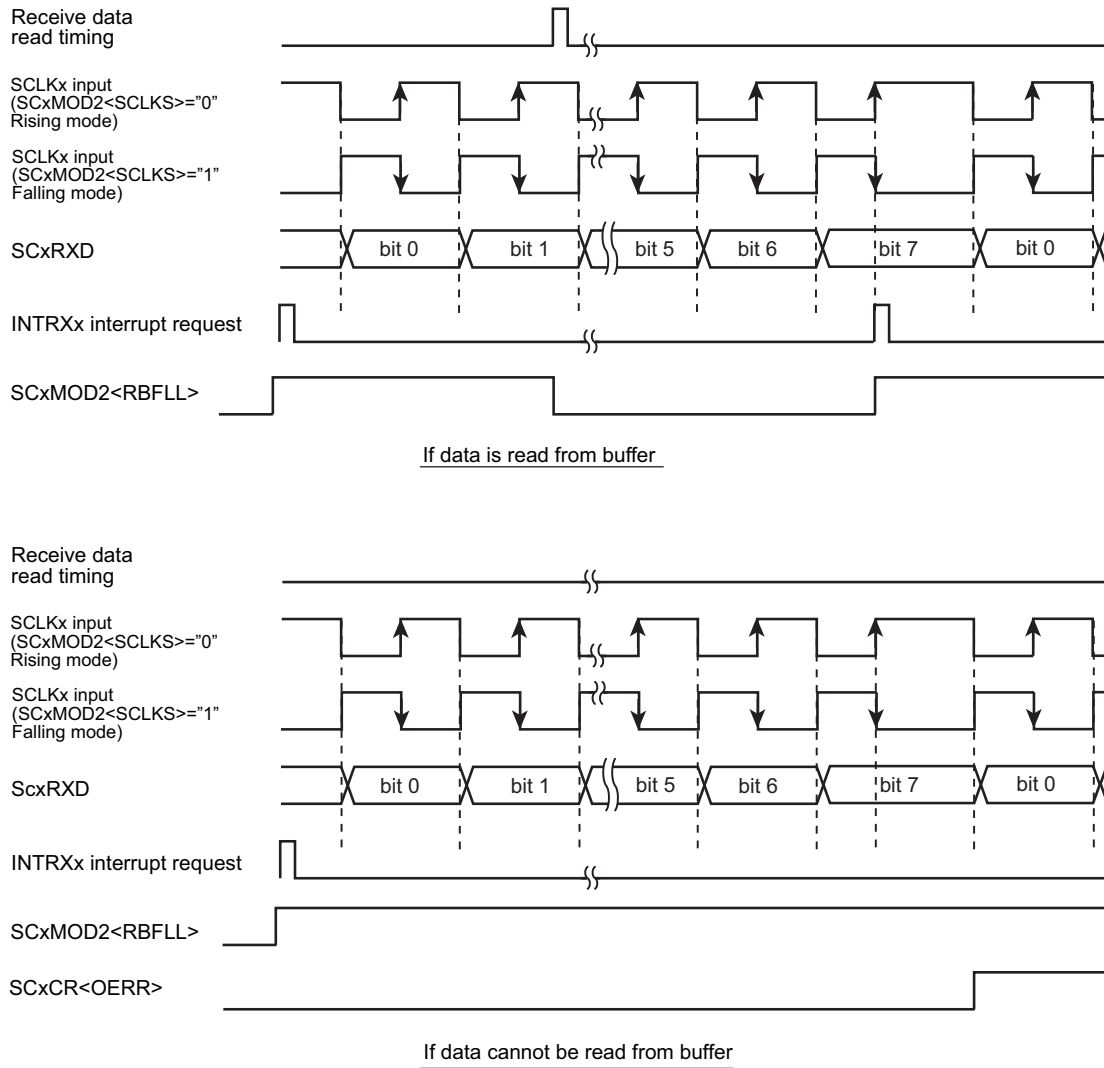 Receive data
read timing
SCLKx input
(SCxMOD2<SCLKS>=”0”
Rising mode)
SCLKx input
(SCxMOD2<SCLKS>=”1”
Falling mode)
SCxRXD
bit 0 bit 1 bit 5 bit 6 bit 7 bit 0
INTRXx interrupt request
SCxMOD2<RBFLL>
If data is read from buffer
Receive data
read timing
SCLKx input
(SCxMOD2<SCLKS>=”0”
Rising mode)
SCLKx input
(SCxMOD2<SCLKS>=”1”
Falling mode)
ScxRXD
bit 0 bit 1 bit 5 bit 6 bit 7 bit 0
INTRXx interrupt request
SCxMOD2<RBFLL>
SCxCR<OERR>
If data cannot be read from buffer